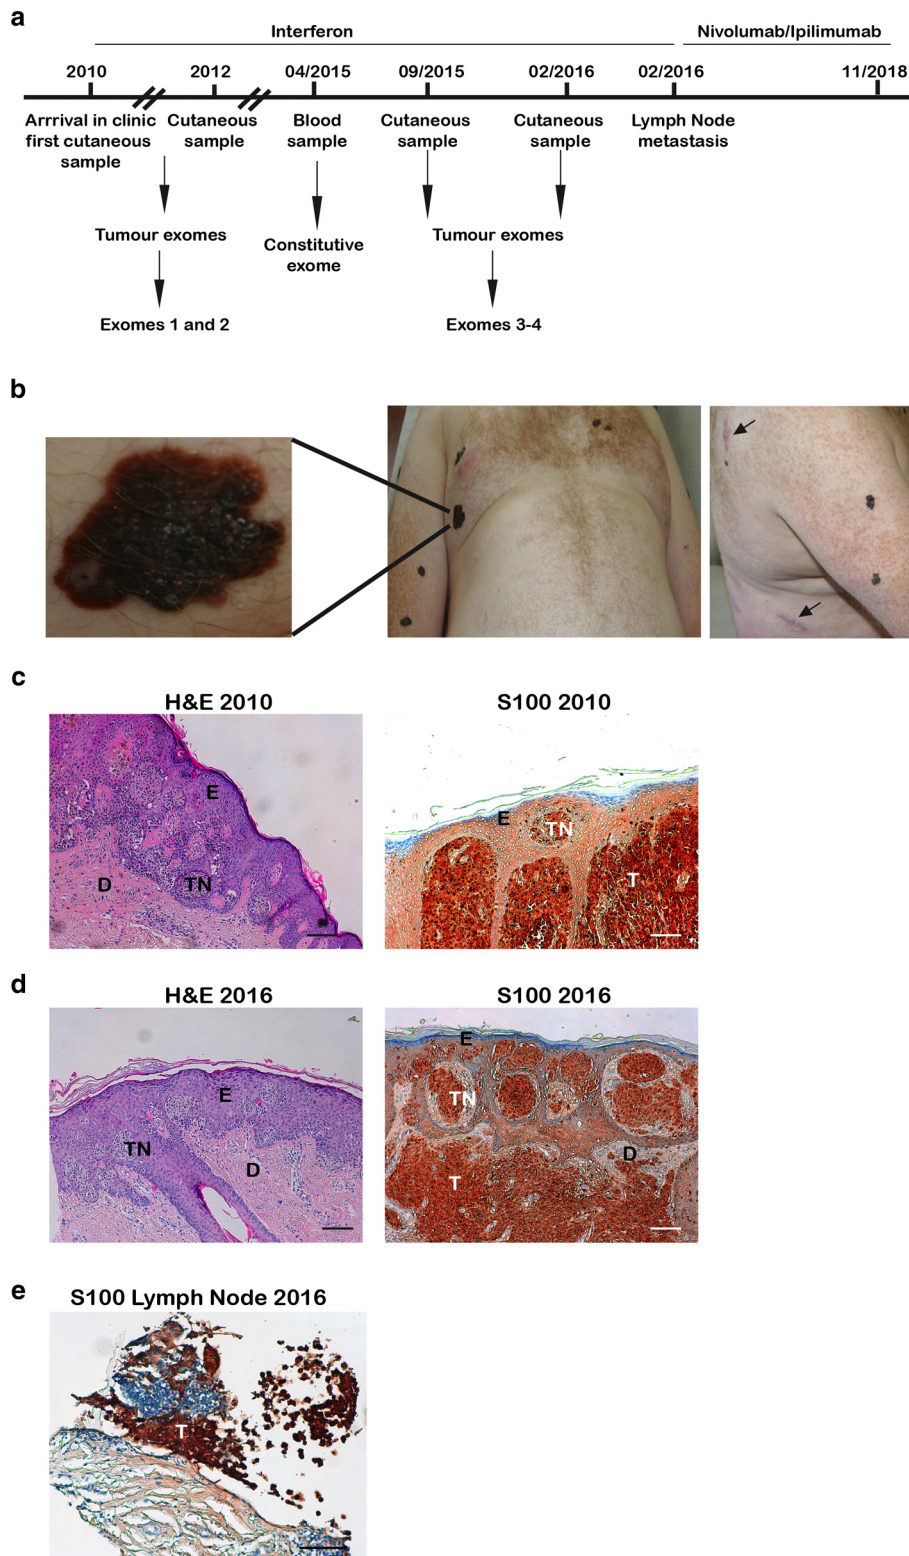 a
Interferon
Nivolumab/Ipilimumab
2010
2012
04/2015
09/2015
02/2016
02/2016
11/2018
Arrrival in clinic
first cutaneous
sample
Cutaneous
sample
Blood
sample
Cutaneous
sample
Cutaneous
sample
Lymph Node
metastasis
Tumour exomes
Constitutive
exome
Tumour exomes
Exomes 1 and 2
Exomes 3-4
b
c
H&E 2010
S100 2010
E
D
TN
E
TN
T
d
H&E 2016
S100 2016
E
TN
D
E
TN
D
T
e
S100 Lymph Node 2016
T